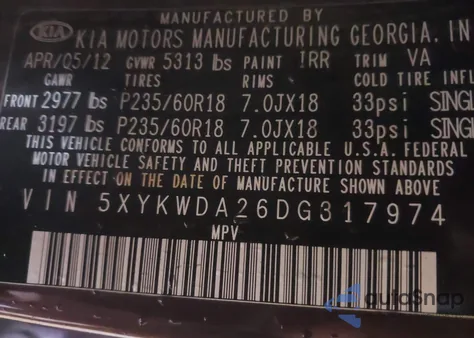 MANUFACTURED BY
KIA KIA MOTORS MANUFACTURING GEORGIA, IN
APR/05/12 GVWR 5313 lbs PAINT IRR TRIM VA
GAWR TIRES RIMS COLD TIRE INFL
FRONT 2977 lbs P235/60R18 7.0JX18 33psi SINGL
REAR 3197 lbs P235/60R18 7.0JX18 33psi SINGL
THIS VEHICLE CONFORMS TO ALL APPLICABLE U.S.A. FEDERAL
MOTOR VEHICLE SAFETY AND THEFT PREVENTION STANDARDS
IN EFFECT ON THE DATE OF MANUFACTURE SHOWN ABOVE
VIN 5XYKWDA26DG317974
MPV
autoSnap